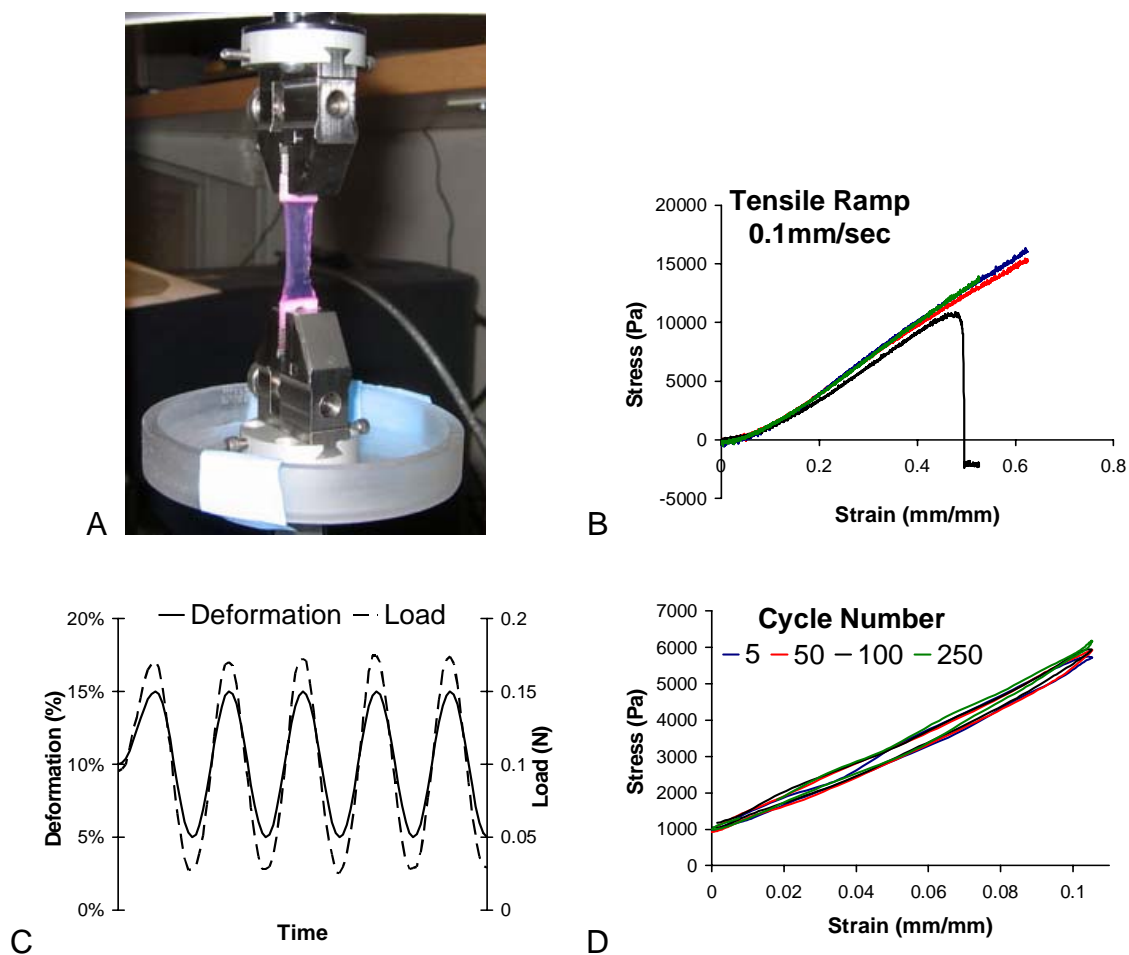 A
Tensile Ramp
0.1mm/sec
20000
15000
10000
5000
0
-5000
Stress (Pa)
0 0.2 0.4 0.6 0.8
Strain (mm/mm)
B
Deformation Load
20%
15%
10%
5%
0%
Deformation (%)
0.2
0.15
0.1
0.05
0
Load (N)
Time
C
Cycle Number
5 50 100 250
7000
6000
5000
4000
3000
2000
1000
0
Stress (Pa)
0 0.02 0.04 0.06 0.08 0.1
Strain (mm/mm)
D